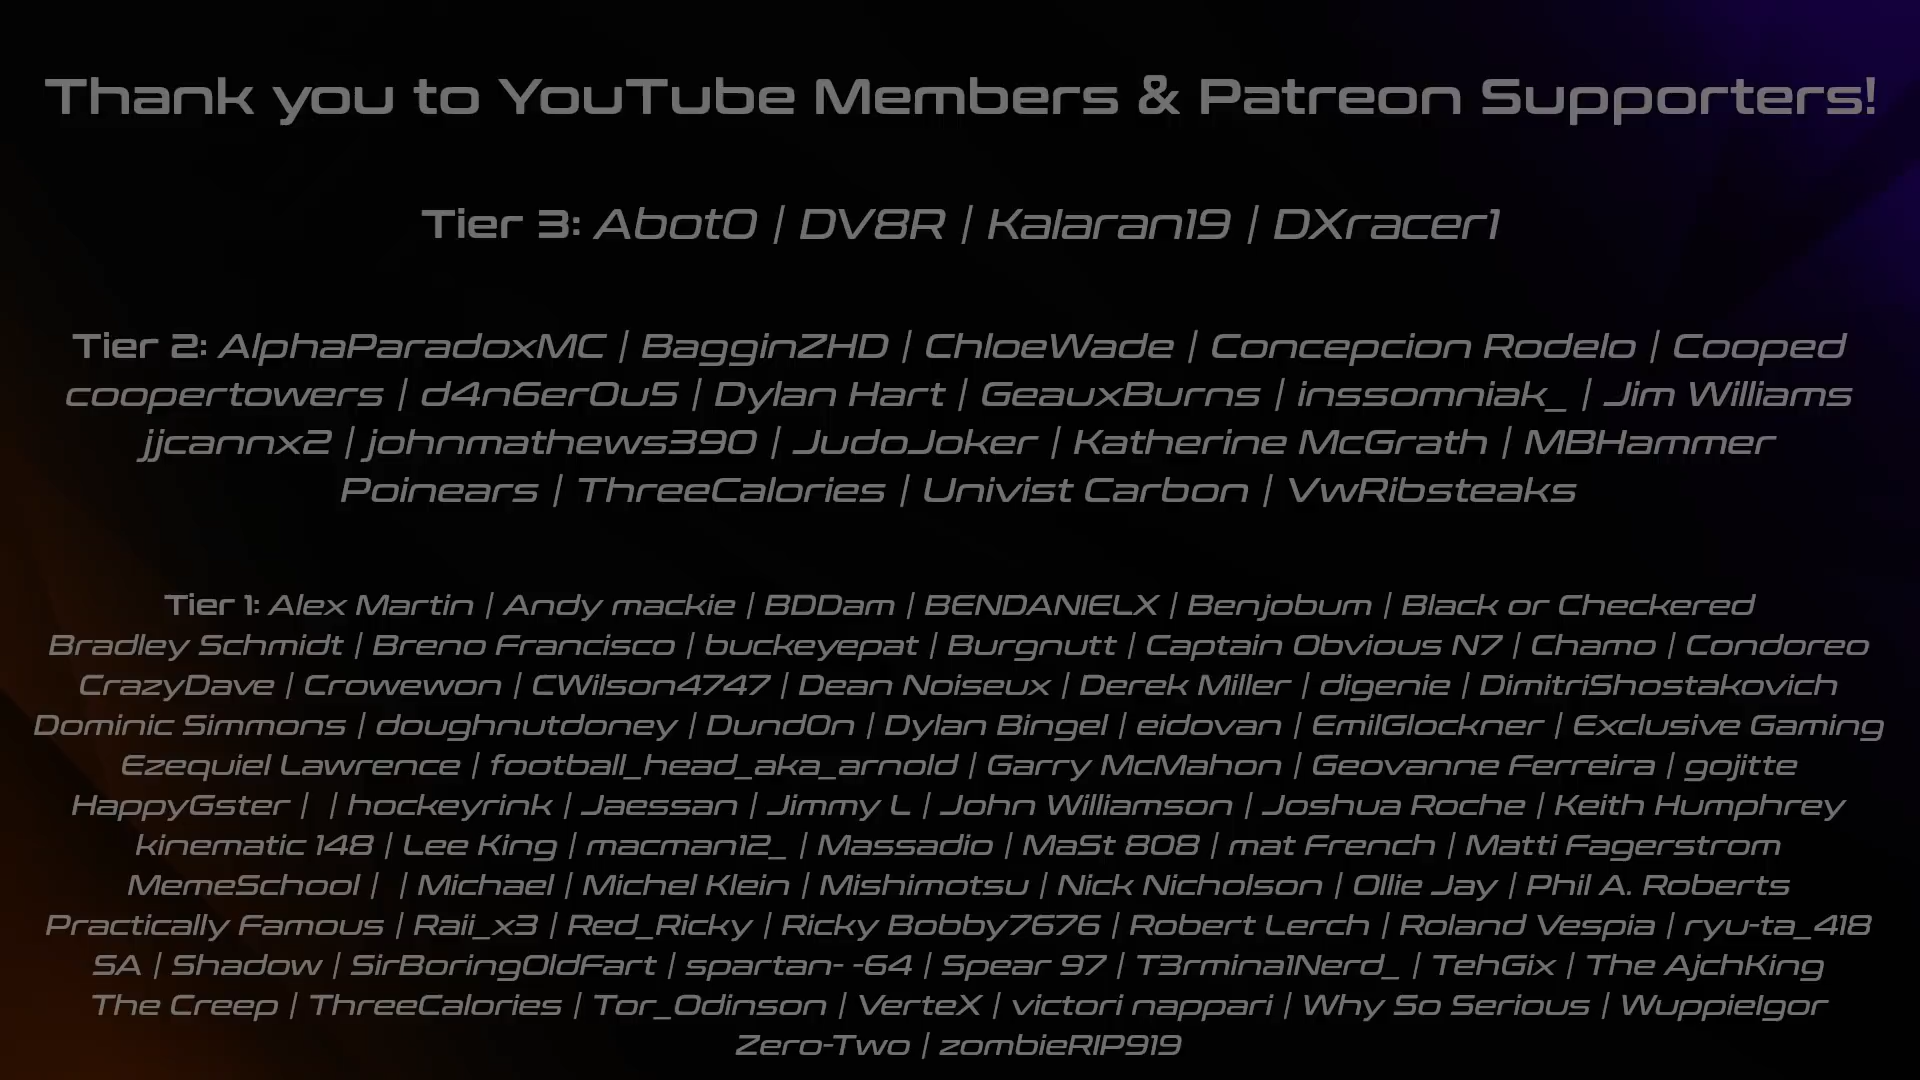 Thank you to YouTube Members & Patreon Supporters!
Tier 3: Abot0 | DV8R | Kalaran19 | DXracer1
Tier 2: AlphaParadoxMC | BagginZHD | ChloeWade | Concepcion Rodelo | Cooped
coopertowers | d4n6er0u5 | Dylan Hart | GeauxBurns | inssomniak_ | Jim Williams
jjcannx2 | johnmathews390 | JudoJoker | Katherine McGrath | MBHammer
Poinears | ThreeCalories | Univist Carbon | VwRibsteaks
Tier 1: Alex Martin | Andy mackie | BDDam | BENDANIELX | Benjobum | Black or Checkered
Bradley Schmidt | Breno Francisco | buckeyepat | Burgnutt | Captain Obvious N7 | Chamo | Condoreo
CrazyDave | Crowewon | CWilson4747 | Dean Noiseux | Derek Miller | digenie | DimitriShostakovich
Dominic Simmons | doughnutdoney | Dund0n | Dylan Bingel | eidovan | EmilGlockner | Exclusive Gaming
Ezequiel Lawrence | football_head_aka_arnold | Garry McMahon | Geovanne Ferreira | gojitte
HappyGster | | hockeyrink | Jaessan | Jimmy L | John Williamson | Joshua Roche | Keith Humphrey
kinematic 148 | Lee King | macman12_ | Massadio | MaSt 808 | mat French | Matti Fagerstrom
MemeSchool | | Michael | Michel Klein | Mishimotsu | Nick Nicholson | Ollie Jay | Phil A. Roberts
Practically Famous | Raii_x3 | Red_Ricky | Ricky Bobby7676 | Robert Lerch | Roland Vespia | ryu-ta_418
SA | Shadow | SirBoringOldFart | spartan- -64 | Spear 97 | T3rmina1Nerd_ | TehGix | The AjchKing
The Creep | ThreeCalories | Tor_Odinson | VerteX | victori nappari | Why So Serious | WuppieIgor
Zero-Two | zombieRIP919